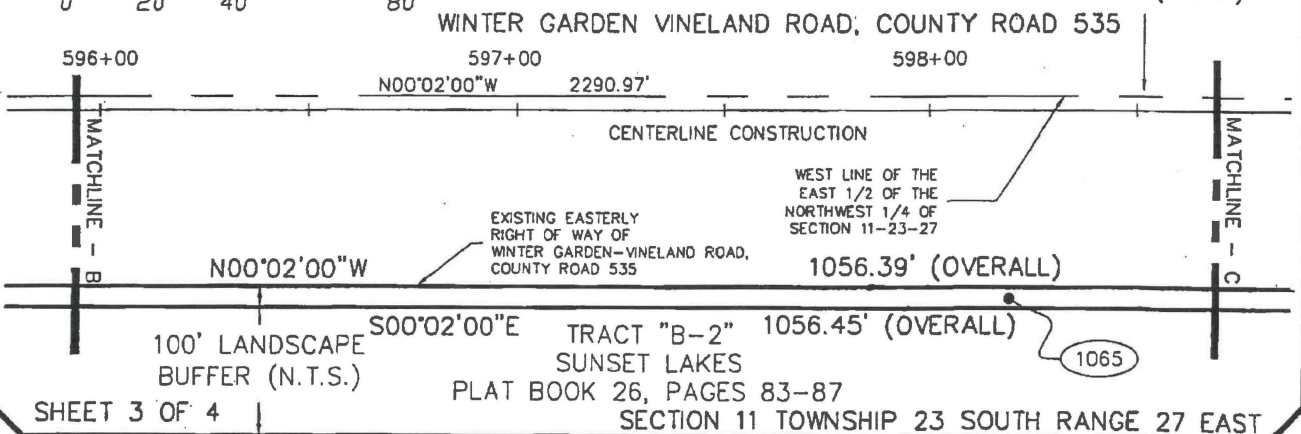 0 20 40 80
WINTER GARDEN VINELAND ROAD, COUNTY ROAD 535
596+00 597+00 598+00
N00°02'00"W 2290.97'
CENTERLINE CONSTRUCTION
MATCHLINE - B
MATCHLINE - C
WEST LINE OF THE
EAST 1/2 OF THE
NORTHWEST 1/4 OF
SECTION 11-23-27
EXISTING EASTERLY
RIGHT OF WAY OF
WINTER GARDEN-VINELAND ROAD,
COUNTY ROAD 535
N00°02'00"W 1056.39' (OVERALL)
S00°02'00"E 1056.45' (OVERALL)
1065
100' LANDSCAPE
BUFFER (N.T.S.)
TRACT "B-2"
SUNSET LAKES
PLAT BOOK 26, PAGES 83-87
SHEET 3 OF 4
SECTION 11 TOWNSHIP 23 SOUTH RANGE 27 EAST